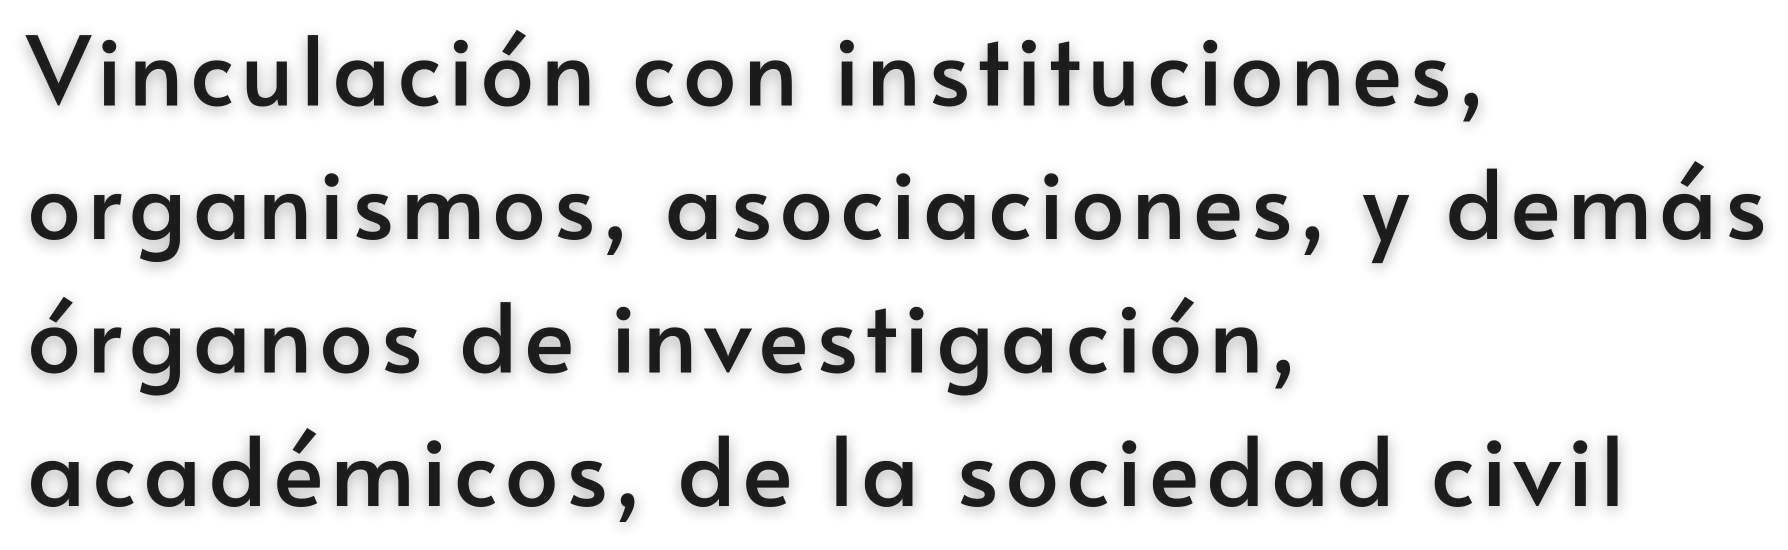 Vinculación con instituciones,
organismos, asociaciones, y demás
órganos de investigación,
académicos, de la sociedad civil